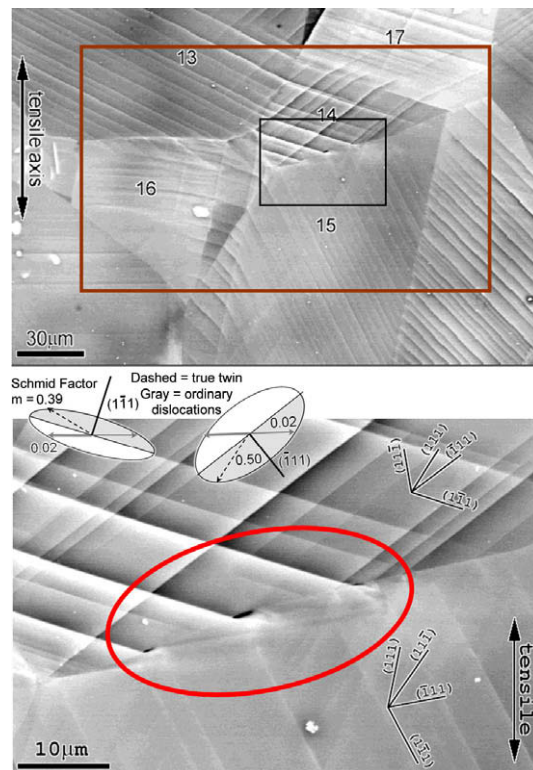 13
17
14
16
15
tensile axis
30µm
Schmid Factor
m = 0.39
(11̄1)
0.02
Dashed = true twin
Gray = ordinary
dislocations
0.02
0.50
(1̄11)
(111̄)
(111)
(1̄11)
(11̄1)
(111)
(111̄)
(1̄11)
(11̄1)
tensile
10µm